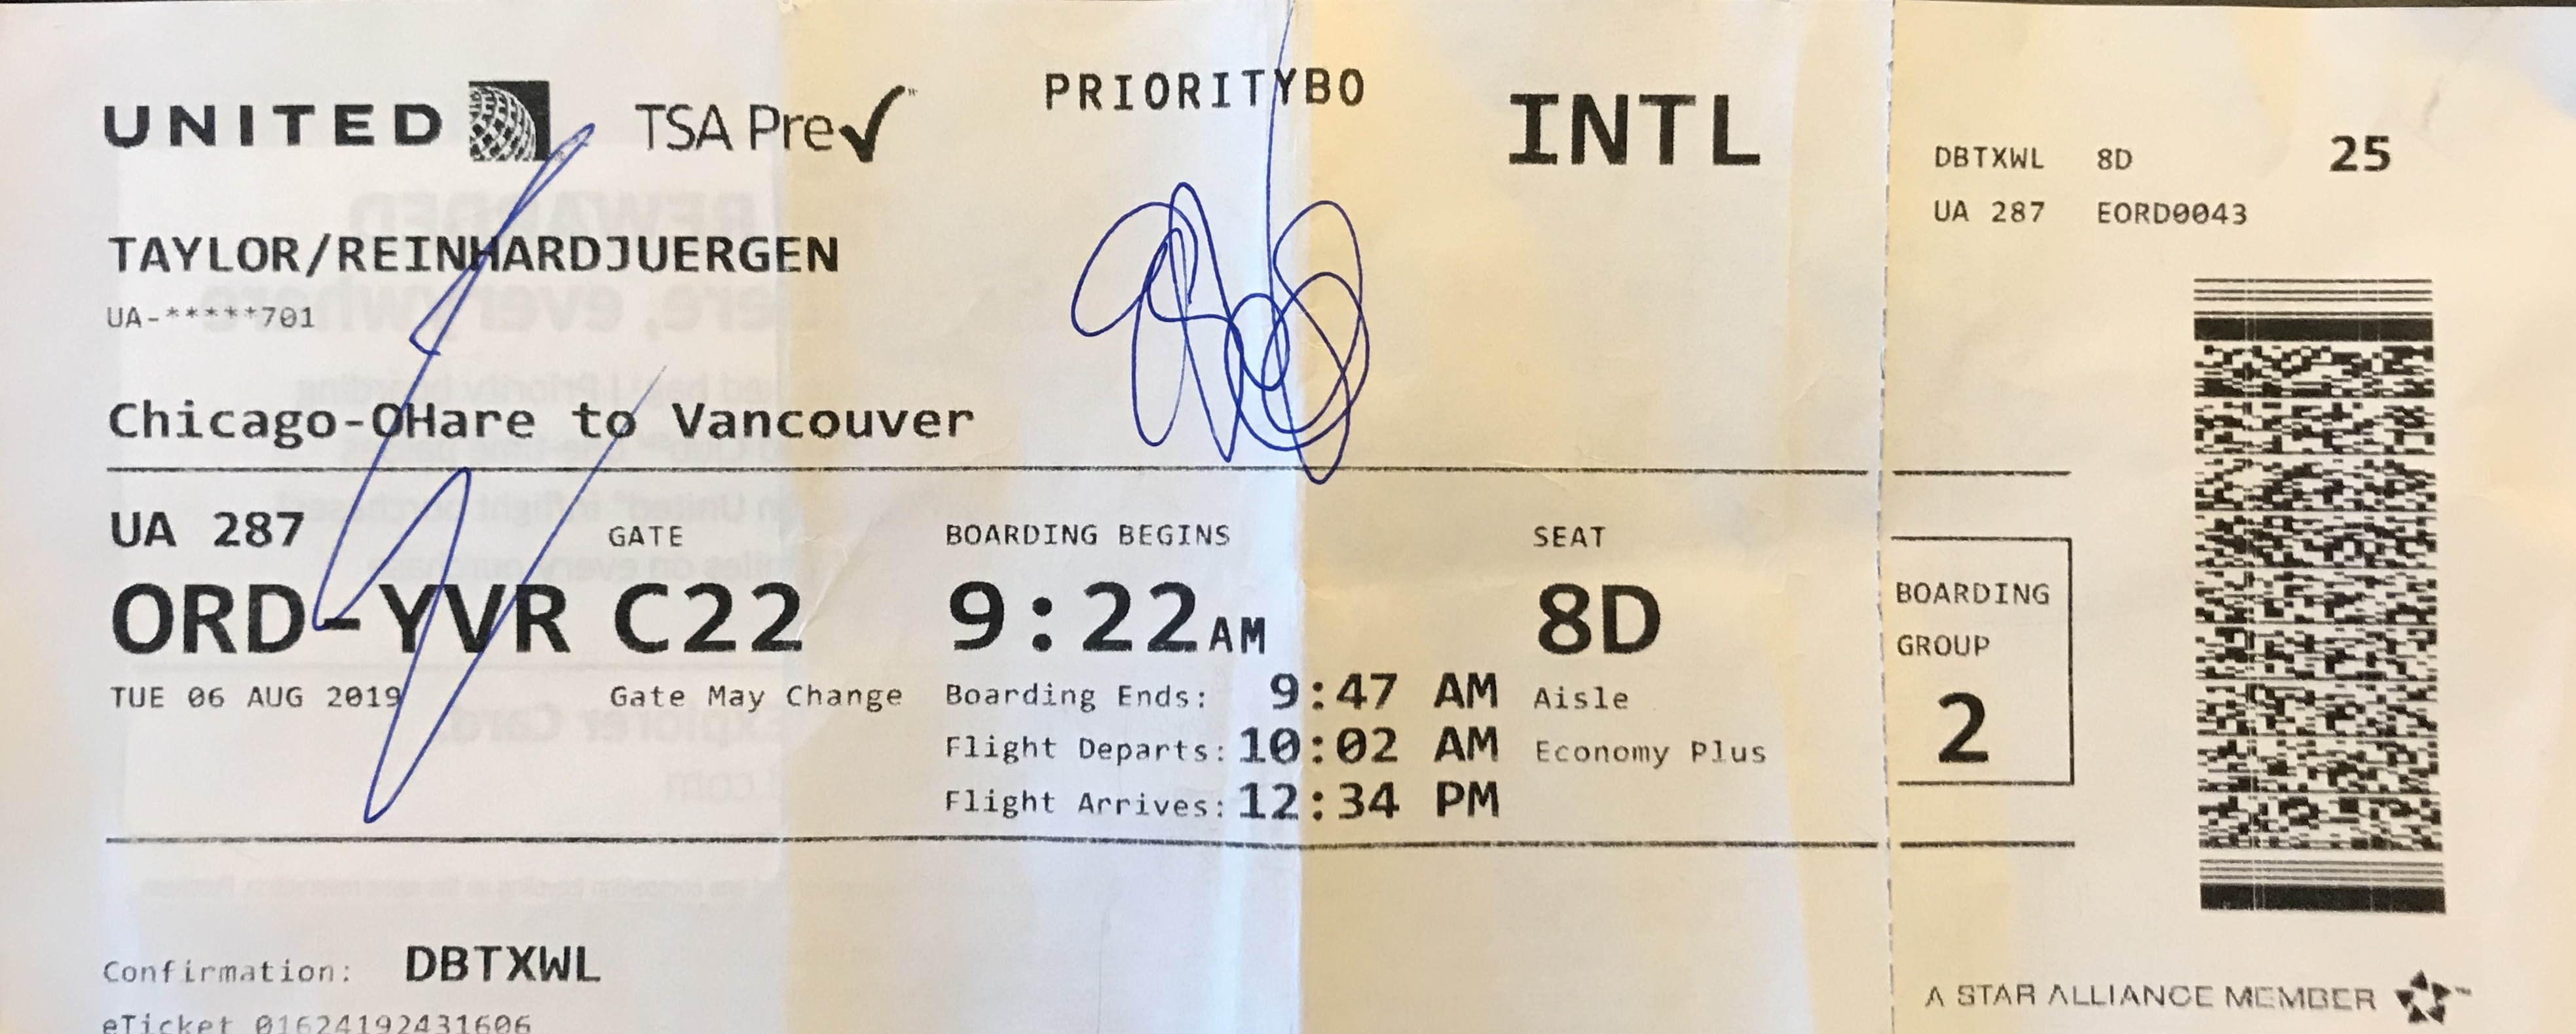 UNITED TSA Pre✓™ PRIORITYBO INTL
TAYLOR/REINHARDJUERGEN
UA-*****701
Chicago-OHare to Vancouver
UA 287 GATE BOARDING BEGINS SEAT
ORD-YVR C22 9:22AM 8D
TUE 06 AUG 2019 Gate May Change Boarding Ends: 9:47 AM Aisle
Flight Departs: 10:02 AM Economy Plus
Flight Arrives: 12:34 PM
Confirmation: DBTXWL
eTicket 01624192431606
DBTXWL 8D 25
UA 287 EORD0043
BOARDING
GROUP
2
A STAR ALLIANCE MEMBER ™